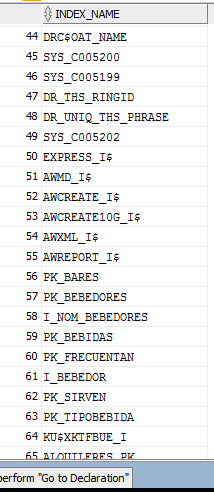 INDEX_NAME
44 DRC$OAT_NAME
45 SYS_C005200
46 SYS_C005199
47 DR_THS_RINGID
48 DR_UNIQ_THS_PHRASE
49 SYS_C005202
50 EXPRESS_I$
51 AWMD_I$
52 AWCREATE_I$
53 AWCREATE10G_I$
54 AWXML_I$
55 AWREPORT_I$
56 PK_BARES
57 PK_BEBEDORES
58 I_NOM_BEBEDORES
59 PK_BEBIDAS
60 PK_FRECUENTAN
61 I_BEBEDOR
62 PK_SIRVEN
63 PK_TIPOBEBIDA
64 KU$XKTFBUE_I
65 ALQUILERES_PK
perform "Go to Declaration"